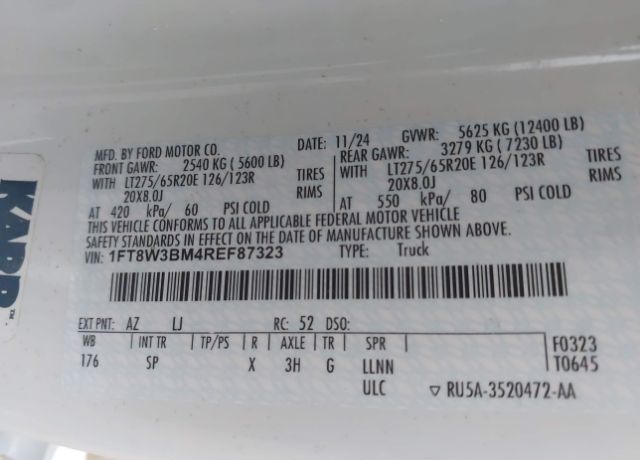 MFD. BY FORD MOTOR CO. DATE: 11/24 GVWR: 5625 KG (12400 LB)
FRONT GAWR: 2540 KG ( 5600 LB) REAR GAWR: 3279 KG ( 7230 LB)
WITH LT275/65R20E 126/123R TIRES WITH LT275/65R20E 126/123R TIRES
20X8.0J RIMS 20X8.0J RIMS
AT 420 kPa/ 60 PSI COLD AT 550 kPa/ 80 PSI COLD
THIS VEHICLE CONFORMS TO ALL APPLICABLE FEDERAL MOTOR VEHICLE
SAFETY STANDARDS IN EFFECT ON THE DATE OF MANUFACTURE SHOWN ABOVE.
VIN: 1FT8W3BM4REF87323 TYPE: Truck
EXT PNT: AZ LJ RC: 52 DSO:
WB INT TR TP/PS R AXLE TR SPR F0323
176 SP X 3H G LLNN T0645
ULC ▽ RU5A-3520472-AA
KARR™